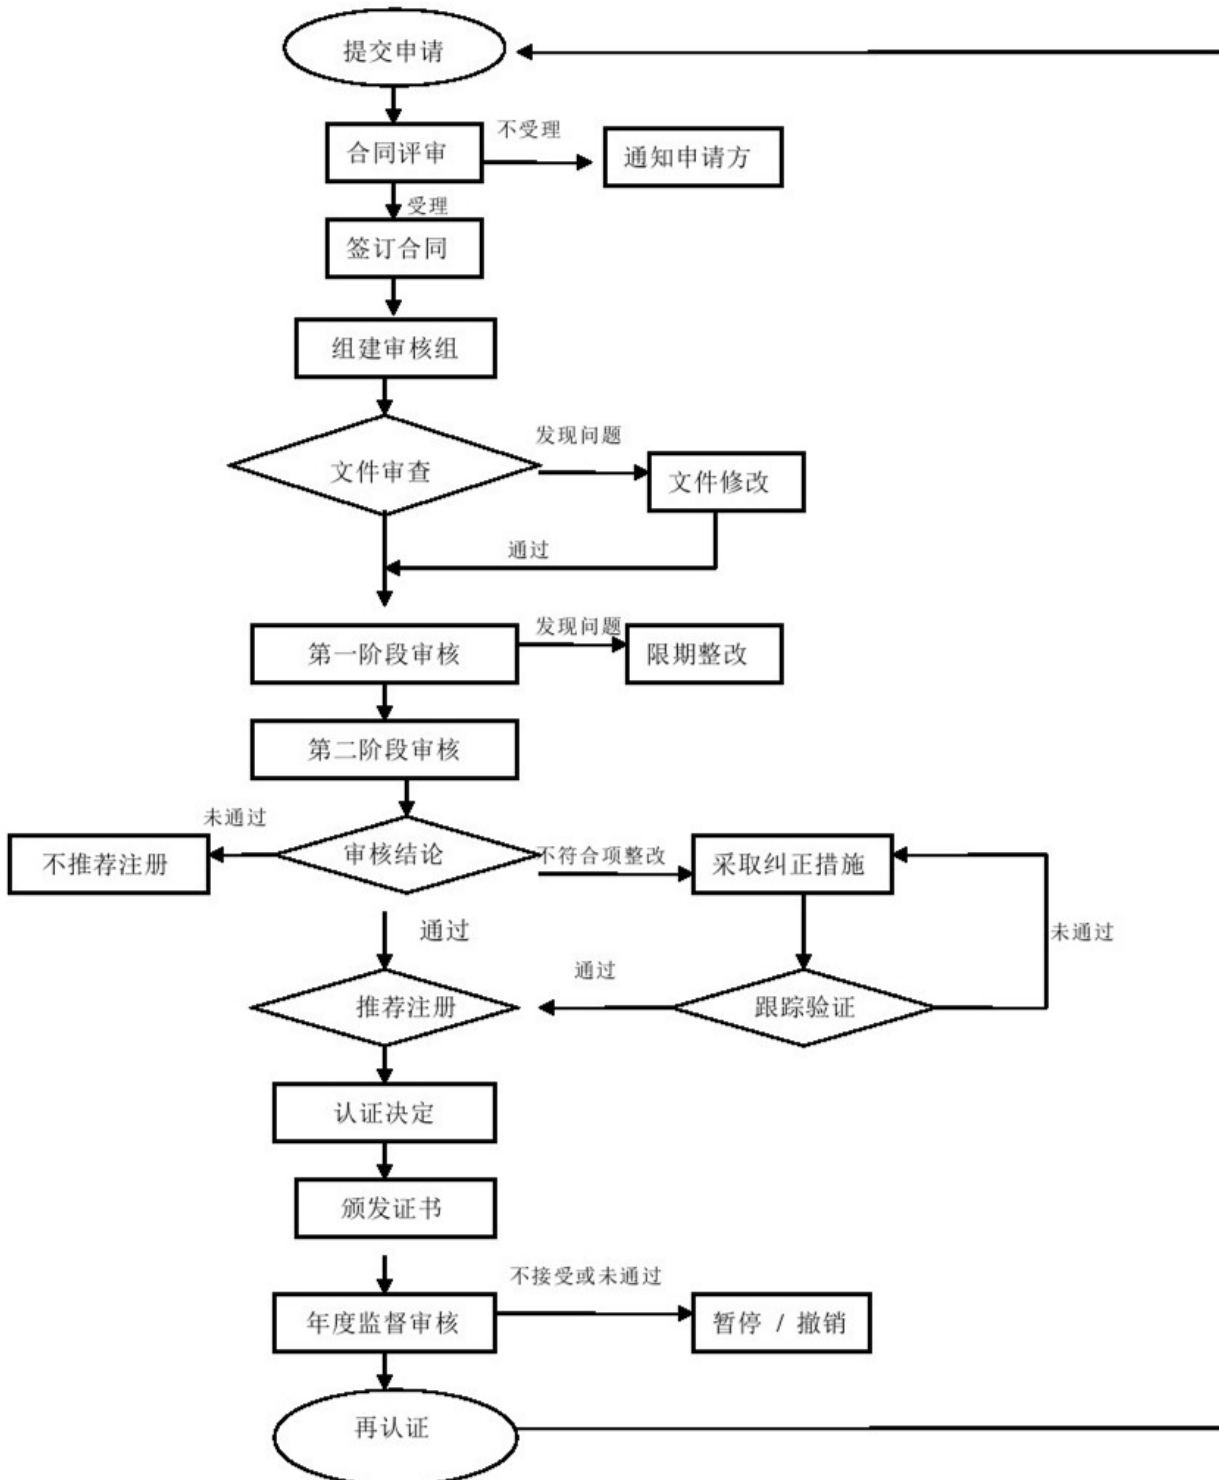 提交申请
不受理
合同评审
通知申请方
受理
签订合同
组建审核组
发现问题
文件审查
文件修改
通过
发现问题
第一阶段审核
限期整改
第二阶段审核
未通过
不推荐注册
审核结论
不符合项整改
采取纠正措施
通过
未通过
通过
推荐注册
跟踪验证
认证决定
颁发证书
不接受或未通过
年度监督审核
暂停 / 撤销
再认证